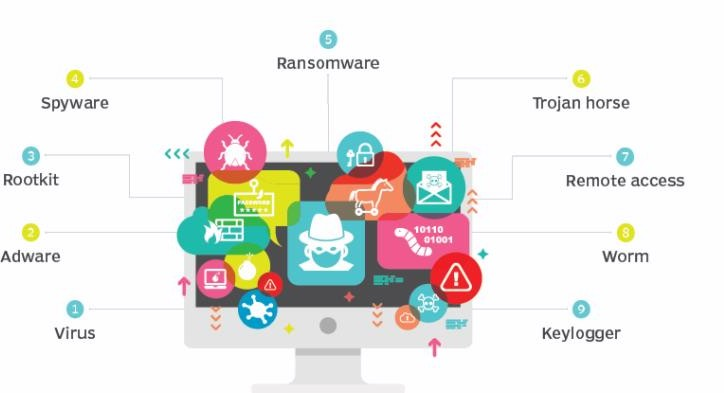 5
Ransomware
4
Spyware
6
Trojan horse
3
Rootkit
7
Remote access
PASSWORD
*****
10110
01001
2
Adware
8
Worm
1
Virus
9
Keylogger